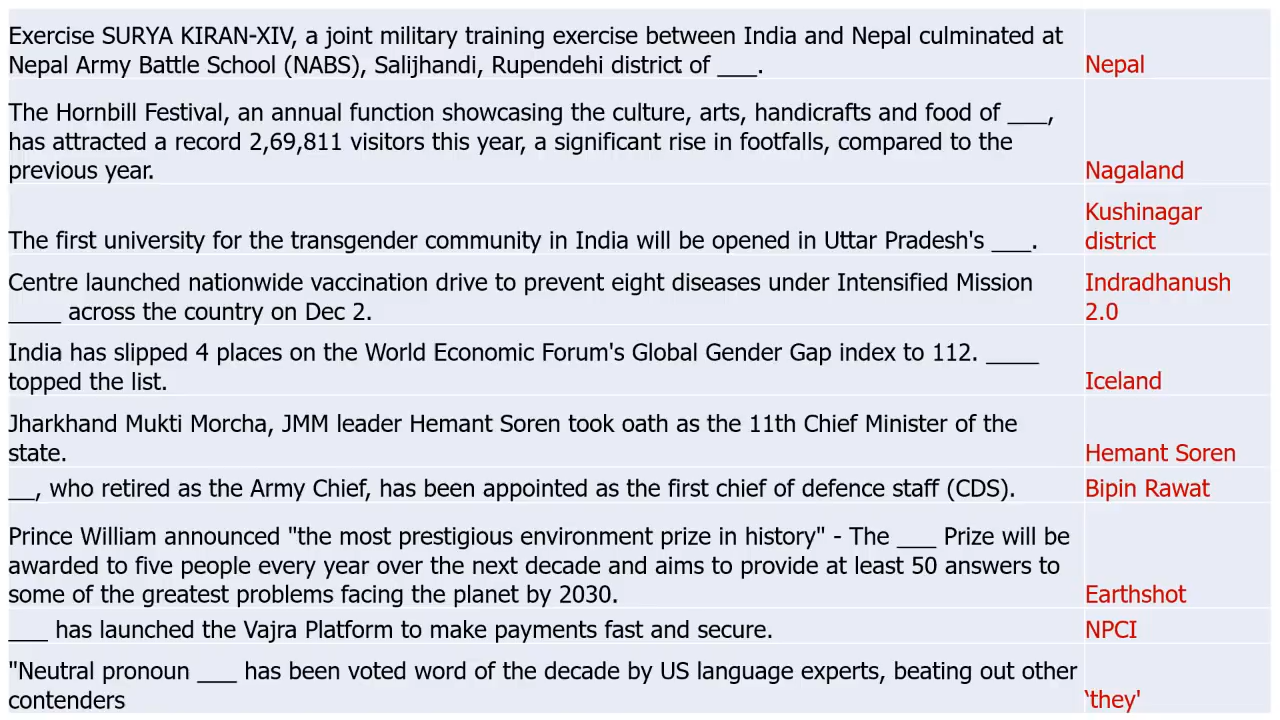 Exercise SURYA KIRAN-XIV, a joint military training exercise between India and Nepal culminated at
Nepal Army Battle School (NABS), Salijhandi, Rupendehi district of ___.
Nepal
The Hornbill Festival, an annual function showcasing the culture, arts, handicrafts and food of ___,
has attracted a record 2,69,811 visitors this year, a significant rise in footfalls, compared to the
previous year.
Nagaland
The first university for the transgender community in India will be opened in Uttar Pradesh's ___.
Kushinagar
district
Centre launched nationwide vaccination drive to prevent eight diseases under Intensified Mission
____ across the country on Dec 2.
Indradhanush
2.0
India has slipped 4 places on the World Economic Forum's Global Gender Gap index to 112. ____
topped the list.
Iceland
Jharkhand Mukti Morcha, JMM leader Hemant Soren took oath as the 11th Chief Minister of the
state.
Hemant Soren
__, who retired as the Army Chief, has been appointed as the first chief of defence staff (CDS).
Bipin Rawat
Prince William announced "the most prestigious environment prize in history" - The ___ Prize will be
awarded to five people every year over the next decade and aims to provide at least 50 answers to
some of the greatest problems facing the planet by 2030.
Earthshot
___ has launched the Vajra Platform to make payments fast and secure.
NPCI
"Neutral pronoun ___ has been voted word of the decade by US language experts, beating out other
contenders
‘they'